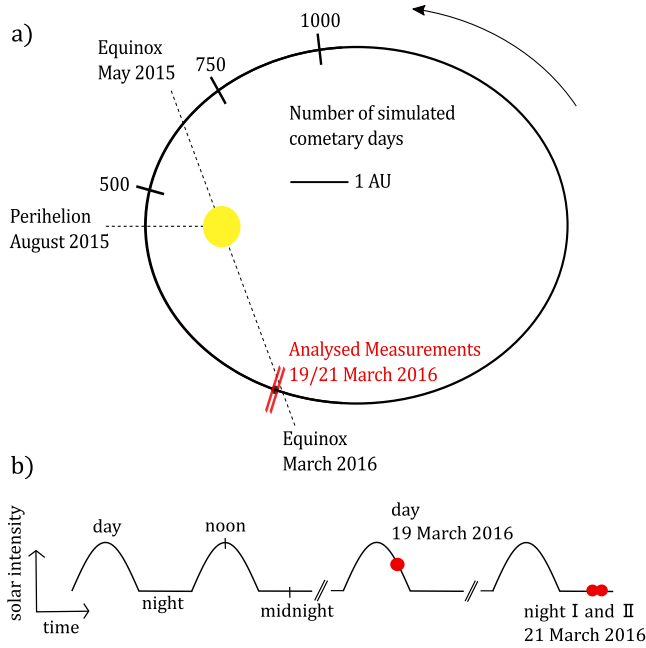 a)
1000
Equinox
May 2015
750
Number of simulated
cometary days
1 AU
500
Perihelion
August 2015
Analysed Measurements
19/21 March 2016
Equinox
March 2016
b)
solar intensity
time
day
night
noon
midnight
day
19 March 2016
night Ⅰ and Ⅱ
21 March 2016